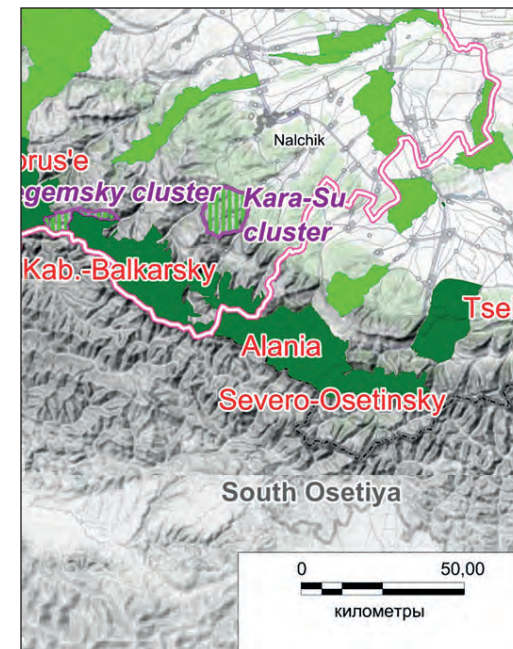 Nalchik
orus'e
egemsky cluster
Kara-Su
cluster
Kab.-Balkarsky
Tse
Alania
Severo-Osetinsky
South Osetiya
0 50,00
километры